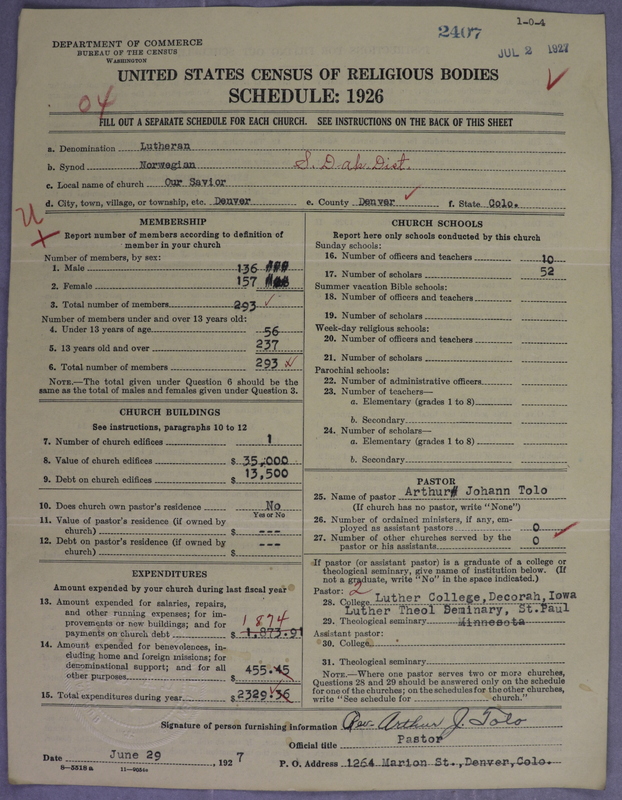 1-0-4
2407
JUL 2 1927
DEPARTMENT OF COMMERCE
BUREAU OF THE CENSUS
WASHINGTON
UNITED STATES CENSUS OF RELIGIOUS BODIES
SCHEDULE: 1926
04
FILL OUT A SEPARATE SCHEDULE FOR EACH CHURCH. SEE INSTRUCTIONS ON THE BACK OF THIS SHEET
a. Denomination Lutheran
b. Synod Norwegian S. Dak. Dist.
c. Local name of church Our Savior
d. City, town, village, or township, etc. Denver e. County Denver f. State Colo.
U
MEMBERSHIP
Report number of members according to definition of
member in your church
Number of members, by sex:
1. Male 136
2. Female 157
3. Total number of members 293
Number of members under and over 13 years old:
4. Under 13 years of age 56
5. 13 years old and over 237
6. Total number of members 293
NOTE.—The total given under Question 6 should be the
same as the total of males and females given under Question 3.
CHURCH BUILDINGS
See instructions, paragraphs 10 to 12
7. Number of church edifices 1
8. Value of church edifices $ 35,000
9. Debt on church edifices $ 13,500
10. Does church own pastor's residence? No
Yes or No
11. Value of pastor's residence (if owned by
church) $ ---
12. Debt on pastor's residence (if owned by
church) $ ---
EXPENDITURES
Amount expended by your church during last fiscal year
13. Amount expended for salaries, repairs,
and other running expenses; for im-
provements or new buildings; and for
payments on church debt $ 1,873.91
1874
14. Amount expended for benevolences, in-
cluding home and foreign missions; for
denominational support; and for all
other purposes $ 455.45
15. Total expenditures during year $ 2329.36
CHURCH SCHOOLS
Report here only schools conducted by this church
Sunday schools:
16. Number of officers and teachers 10
17. Number of scholars 52
Summer vacation Bible schools:
18. Number of officers and teachers
19. Number of scholars
Week-day religious schools:
20. Number of officers and teachers
21. Number of scholars
Parochial schools:
22. Number of administrative officers
23. Number of teachers—
a. Elementary (grades 1 to 8)
b. Secondary
24. Number of scholars—
a. Elementary (grades 1 to 8)
b. Secondary
PASTOR
25. Name of pastor Arthur Johann Tolo
(If church has no pastor, write "None")
26. Number of ordained ministers, if any, em-
ployed as assistant pastors 0
27. Number of other churches served by the
pastor or his assistants 0
If pastor (or assistant pastor) is a graduate of a college or
theological seminary, give name of institution below. (If
not a graduate, write "No" in the space indicated.)
Pastor: 2
28. College Luther College, Decorah, Iowa
Luther Theol Seminary, St. Paul
29. Theological seminary Minnesota
Assistant pastor:
30. College
31. Theological seminary
NOTE.—Where one pastor serves two or more churches,
Questions 28 and 29 should be answered only on the schedule
for one of the churches; on the schedules for the other churches,
write "See schedule for church."
Signature of person furnishing information Rev. Arthur J. Tolo
Official title Pastor
Date June 29, 1927
P. O. Address 1264 Marion St., Denver, Colo.
8-5518 a